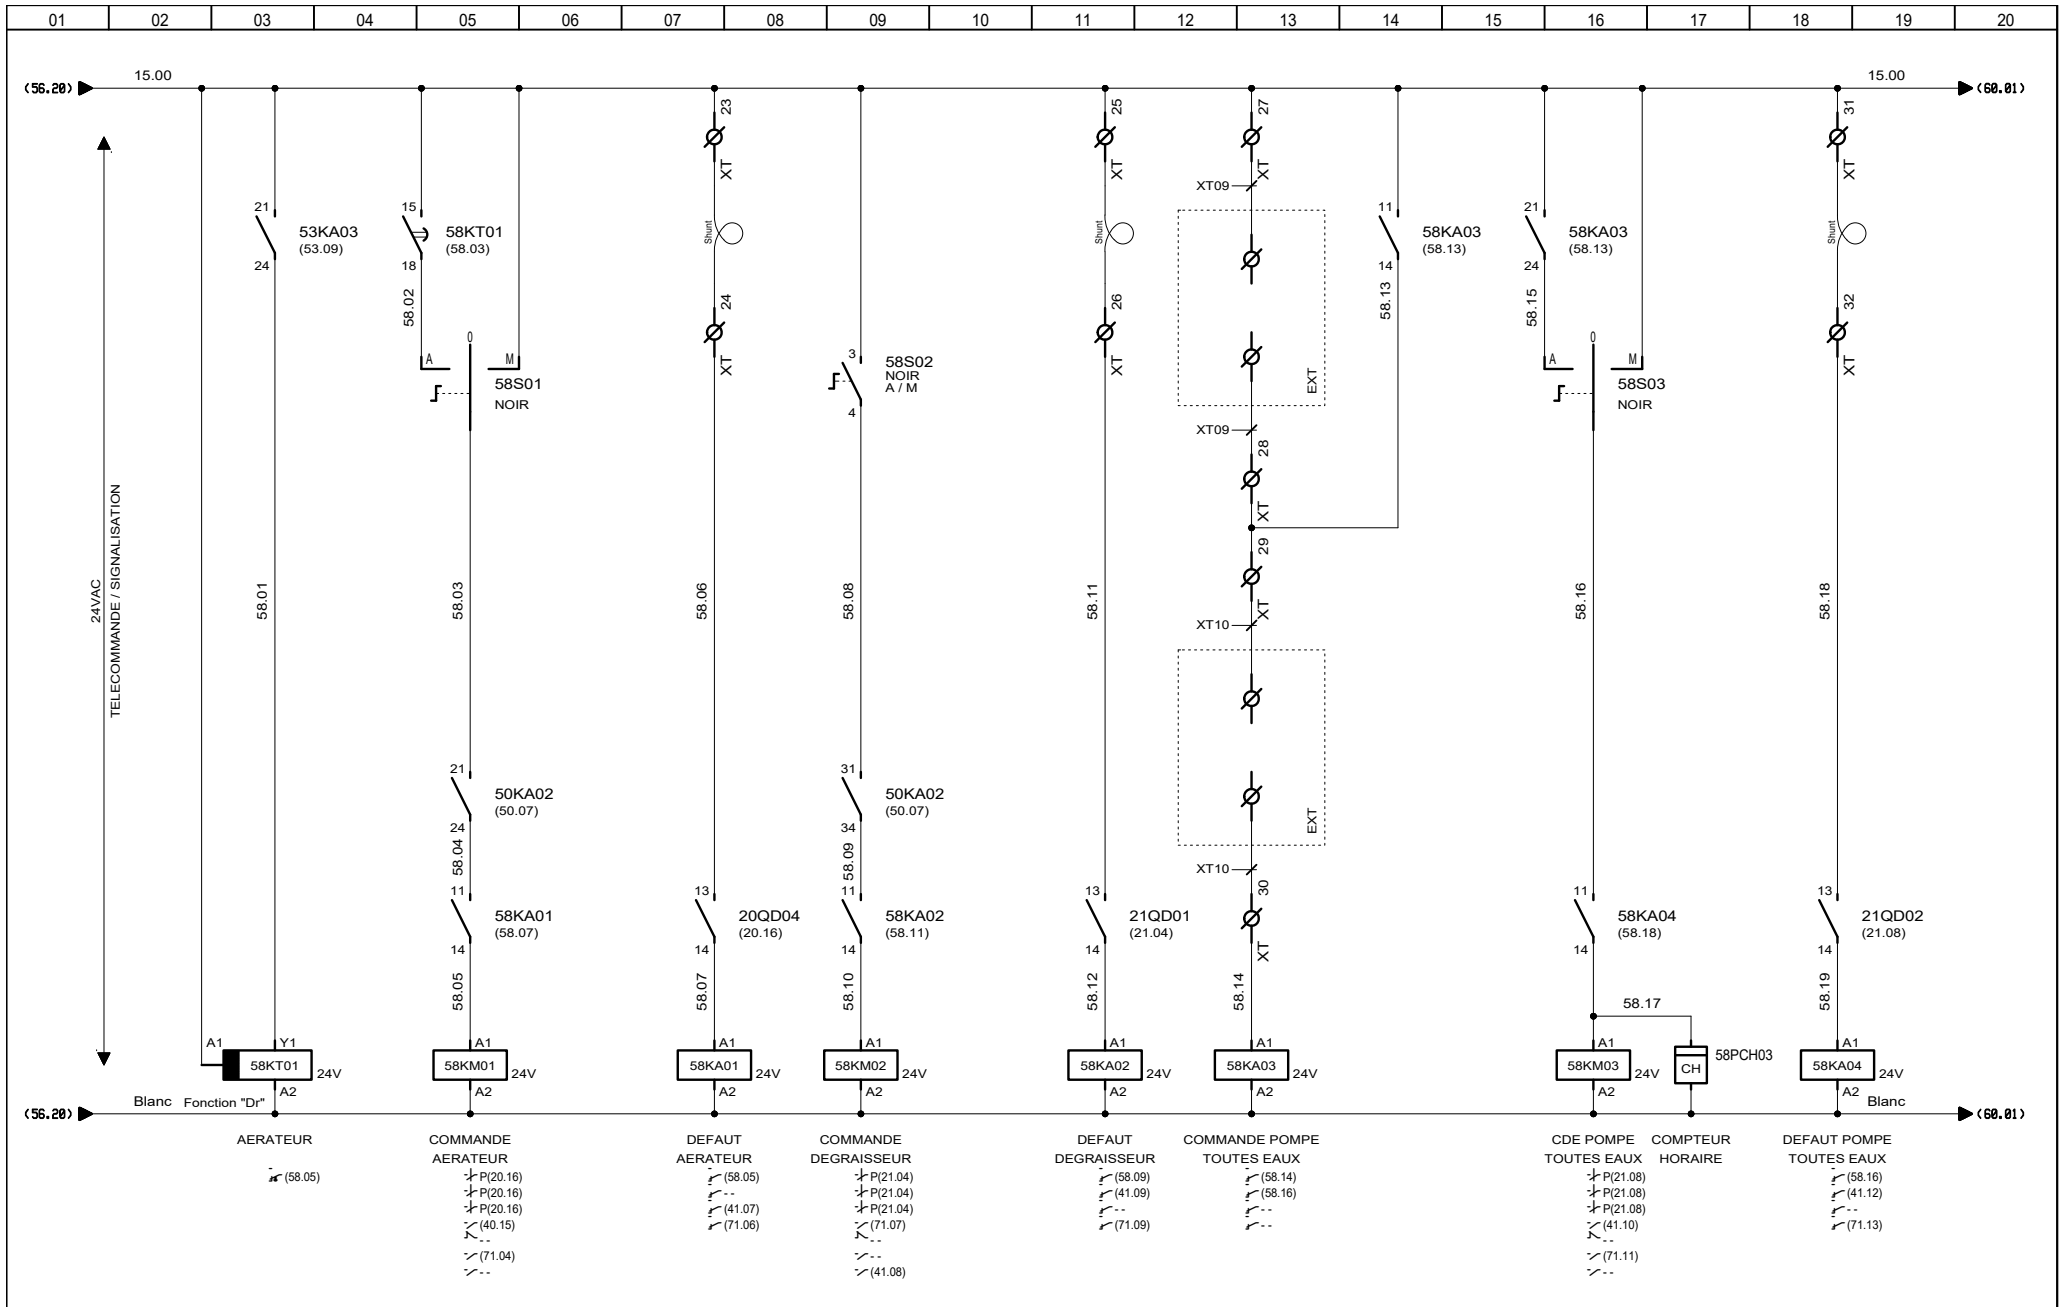 01 02 03 04 05 06 07 08 09 10 11 12 13 14 15 16 17 18 19 20
15.00 15.00
(56.20) (60.01)
23 25 27 31
XT XT XT XT
XT09
21 15 11 21
53KA03 58KT01 Shunt Shunt 58KA03 58KA03 Shunt
(53.09) (58.03) (58.13) (58.13)
24 18 14 24
58.02 24 26 58.13 58.15 32
0 0
A M 3 58S02 A M
XT NOIR XT XT
58S01 A / M EXT 58S03
NOIR 4 NOIR
XT09
28
XT
29
24VAC
TELECOMMANDE / SIGNALISATION
58.01 58.03 58.06 58.08 58.11 XT 58.16 58.18
XT10
21 31
50KA02 50KA02
(50.07) (50.07) EXT
24 34
58.04 58.09 XT10
11 13 11 13 30 11 13
58KA01 20QD04 58KA02 21QD01 58KA04 21QD02
(58.07) (20.16) (58.11) (21.04) (58.18) (21.08)
14 14 14 14 XT 14 14
58.05 58.07 58.10 58.12 58.14 58.17 58.19
A1 Y1 A1 A1 A1 A1 A1 A1 A1
58KT01 24V 58KM01 24V 58KA01 24V 58KM02 24V 58KA02 24V 58KA03 24V 58KM03 24V CH 58PCH03 58KA04 24V
A2 A2 A2 A2 A2 A2 A2 A2
Blanc Fonction "Dr" Blanc
(56.20) (60.01)
AERATEUR COMMANDE DEFAUT COMMANDE DEFAUT COMMANDE POMPE CDE POMPE COMPTEUR DEFAUT POMPE
AERATEUR AERATEUR DEGRAISSEUR DEGRAISSEUR TOUTES EAUX TOUTES EAUX HORAIRE TOUTES EAUX
(58.05) P(20.16) (58.05) P(21.04) (58.09) (58.14) P(21.08) (58.16)
P(20.16) -- P(21.04) (41.09) (58.16) P(21.08) (41.12)
P(20.16) (41.07) P(21.04) -- -- P(21.08) --
(40.15) (71.06) (71.07) (71.09) -- (41.10) (71.13)
-- -- --
(71.04) -- (71.11)
-- (41.08) --